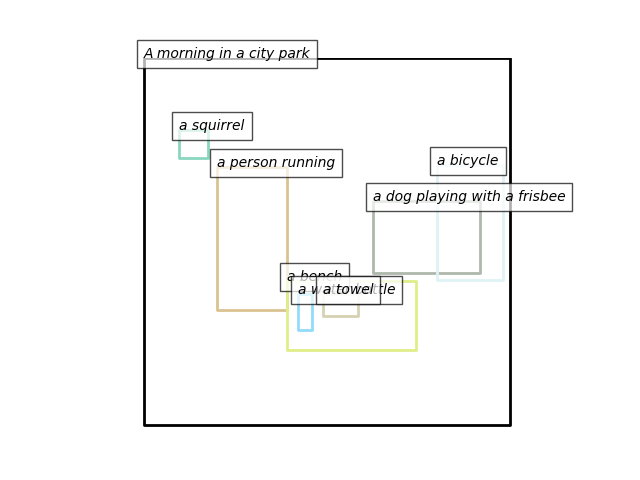 A morning in a city park
a squirrel
a person running
a bicycle
a dog playing with a frisbee
a bench
a water bottle
a towel